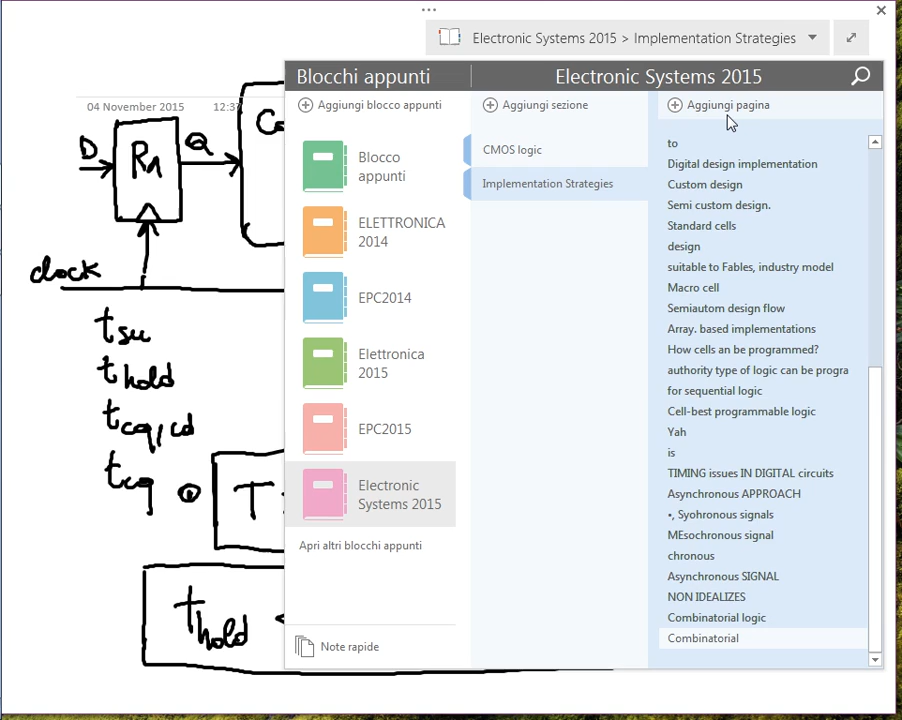 Electronic Systems 2015 > Implementation Strategies
Blocchi appunti
Electronic Systems 2015
Aggiungi blocco appunti
Aggiungi sezione
Aggiungi pagina
04 November 2015
12:37
D
Rn
Q
clock
tsu
thold
tcq,cd
tcq
T
thold <
Blocco
appunti
ELETTRONICA
2014
EPC2014
Elettronica
2015
EPC2015
Electronic
Systems 2015
Apri altri blocchi appunti
Note rapide
CMOS logic
Implementation Strategies
to
Digital design implementation
Custom design
Semi custom design.
Standard cells
design
suitable to Fables, industry model
Macro cell
Semiautom design flow
Array. based implementations
How cells an be programmed?
authority type of logic can be progra
for sequential logic
Cell-best programmable logic
Yah
is
TIMING issues IN DIGITAL circuits
Asynchronous APPROACH
•, Syohronous signals
MEsochronous signal
chronous
Asynchronous SIGNAL
NON IDEALIZES
Combinatorial logic
Combinatorial